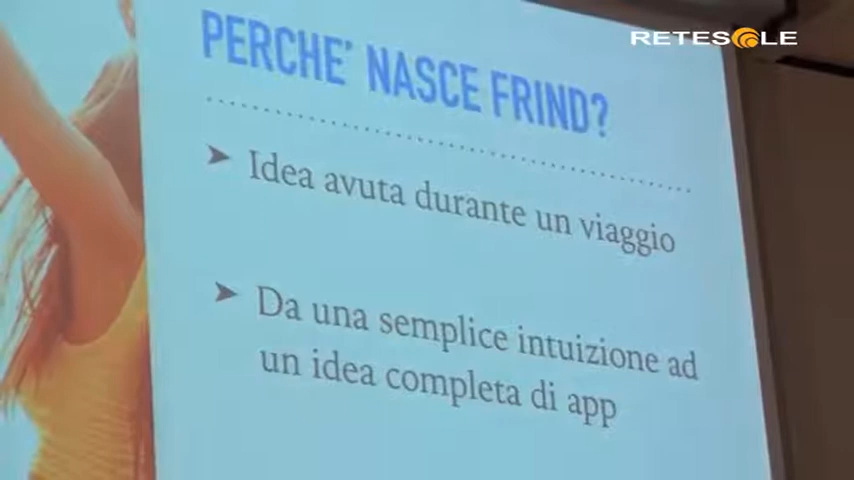 RETESOLE
PERCHE' NASCE FRIND?
➤ Idea avuta durante un viaggio
➤ Da una semplice intuizione ad
un idea completa di app